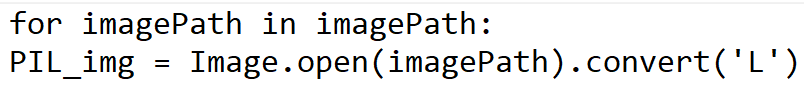 for imagePath in imagePath:
PIL_img = Image.open(imagePath).convert('L')